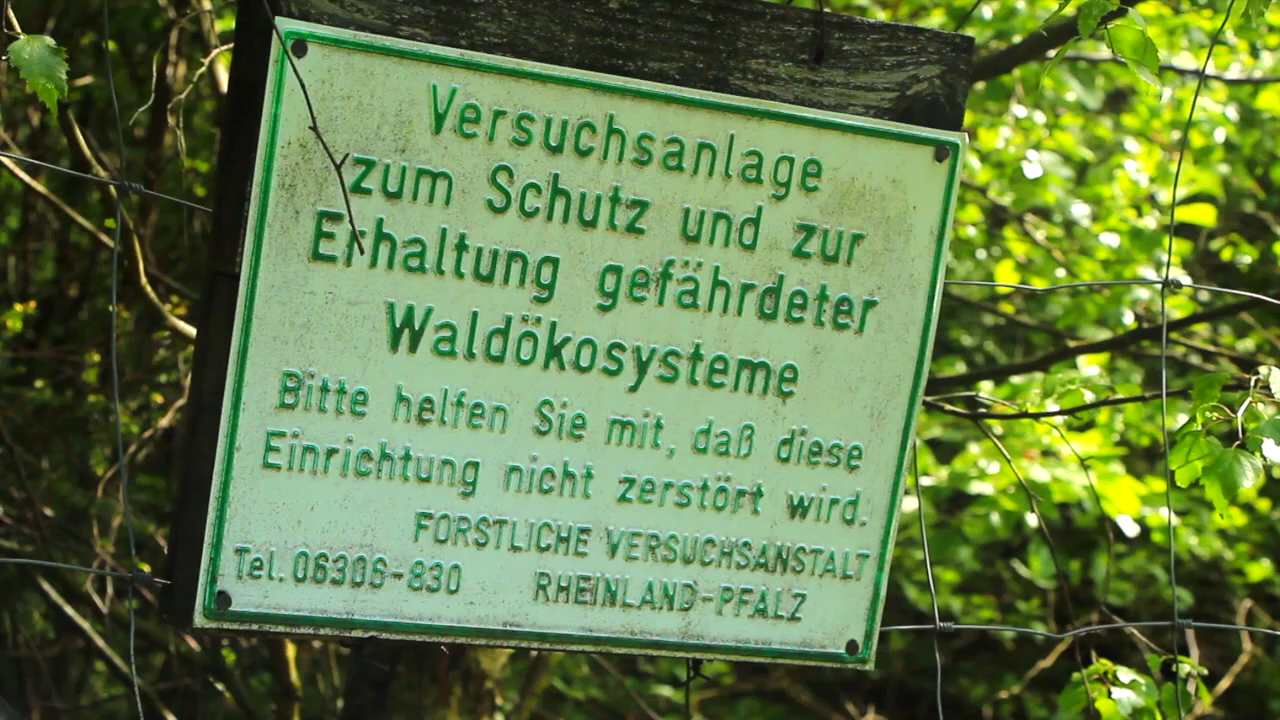 Versuchsanlage
zum Schutz und zur
Erhaltung gefährdeter
Waldökosysteme
Bitte helfen Sie mit, daß diese
Einrichtung nicht zerstört wird.
FORSTLICHE VERSUCHSANSTALT
Tel. 06306-830 RHEINLAND-PFALZ